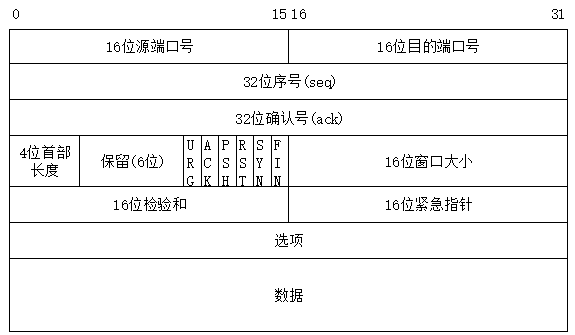 0 15 16 31
16位源端口号 16位目的端口号
32位序号(seq)
32位确认号(ack)
4位首部长度 保留(6位) URG ACK PSH RST SYN FIN 16位窗口大小
16位检验和 16位紧急指针
选项
数据